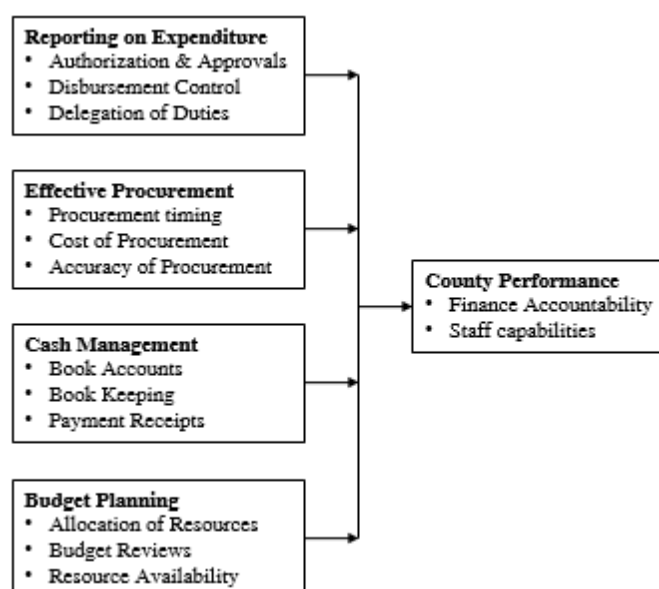 Reporting on Expenditure
• Authorization & Approvals
• Disbursement Control
• Delegation of Duties
Effective Procurement
• Procurement timing
• Cost of Procurement
• Accuracy of Procurement
Cash Management
• Book Accounts
• Book Keeping
• Payment Receipts
Budget Planning
• Allocation of Resources
• Budget Reviews
• Resource Availability
County Performance
• Finance Accountability
• Staff capabilities